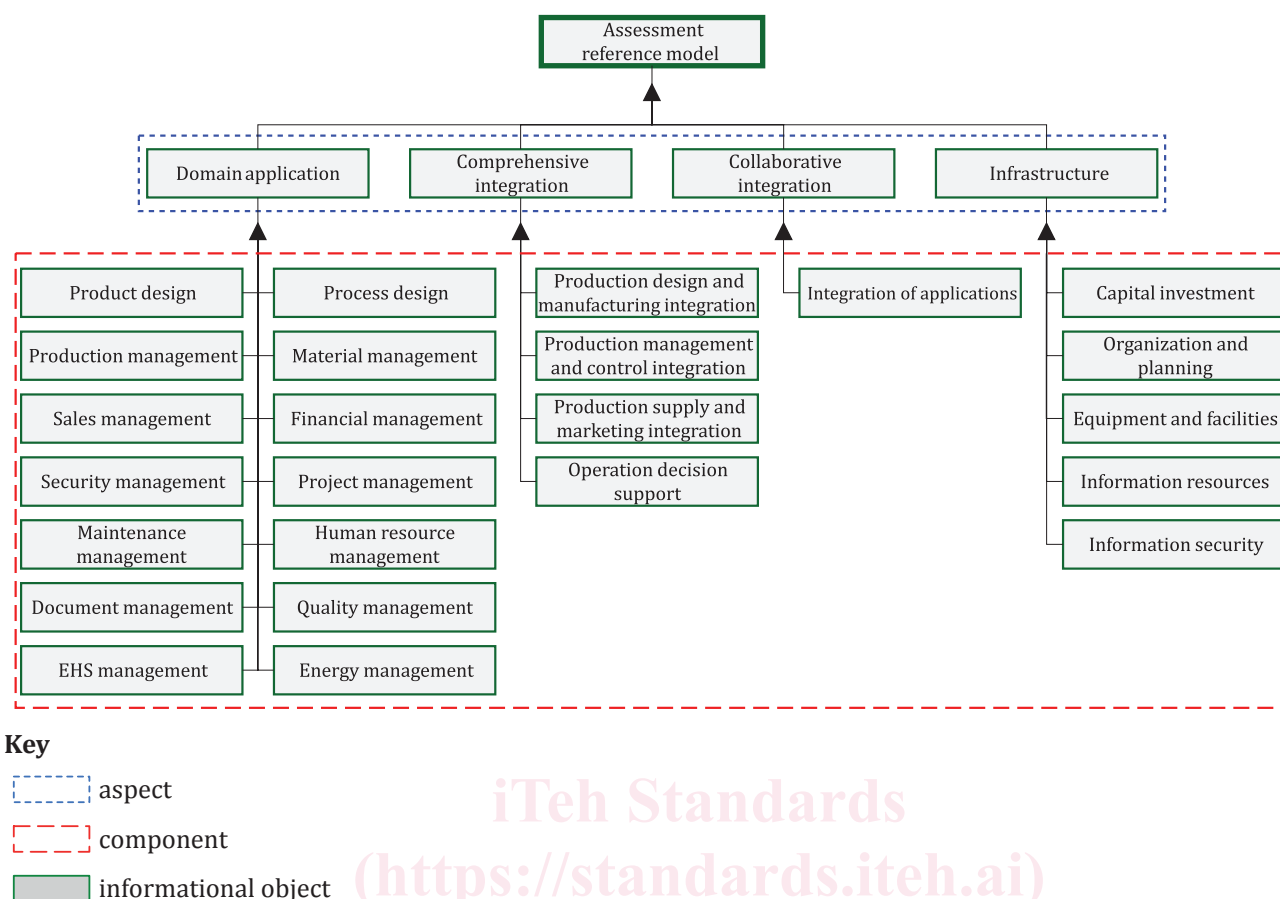 Assessment
reference model
Domain application
Comprehensive
integration
Collaborative
integration
Infrastructure
Product design
Process design
Production design and
manufacturing integration
Integration of applications
Capital investment
Production management
Material management
Production management
and control integration
Organization and
planning
Sales management
Financial management
Production supply and
marketing integration
Equipment and facilities
Security management
Project management
Operation decision
support
Information resources
Maintenance
management
Human resource
management
Information security
Document management
Quality management
EHS management
Energy management
Key
aspect
component
informational object
iTeh Standards
(https://standards.iteh.ai)